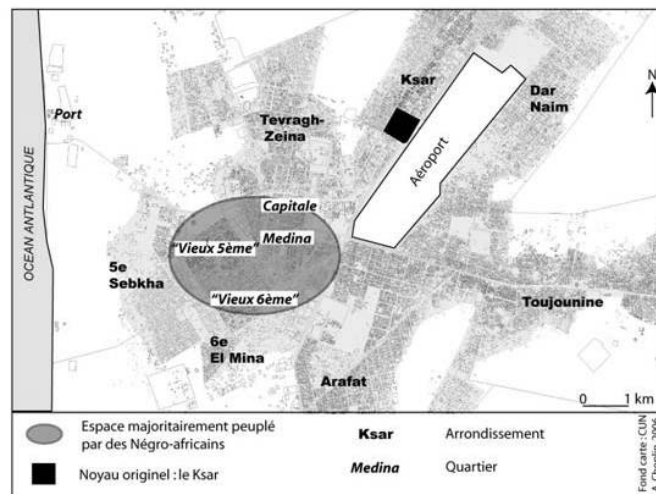 Ksar
N
Dar
Naim
Port
Tevragh-
Zeina
Aéroport
OCEAN ANTLANTIQUE
Capitale
Medina
"Vieux 5ème"
5e
Sebkha
"Vieux 6ème"
Toujounine
6e
El Mina
Arafat
0 1 km
Espace majoritairement peuplé
par des Négro-africains
Ksar Arrondissement
Noyau originel : le Ksar
Medina Quartier
Fond carte : CUN
A. Choplin, 2006